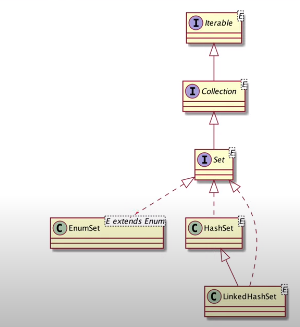 I Iterable E
I Collection E
I Set E
C EnumSet E extends Enum
C HashSet E
C LinkedHashSet E